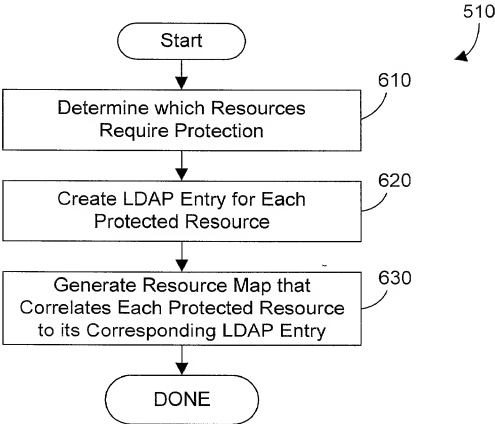 510
Start
610
Determine which Resources
Require Protection
620
Create LDAP Entry for Each
Protected Resource
630
Generate Resource Map that
Correlates Each Protected Resource
to its Corresponding LDAP Entry
DONE